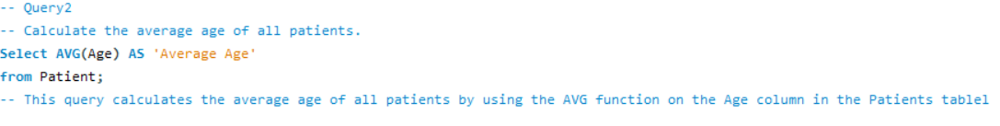 -- Query2
-- Calculate the average age of all patients.
Select AVG(Age) AS 'Average Age'
from Patient;
-- This query calculates the average age of all patients by using the AVG function on the Age column in the Patients tablel